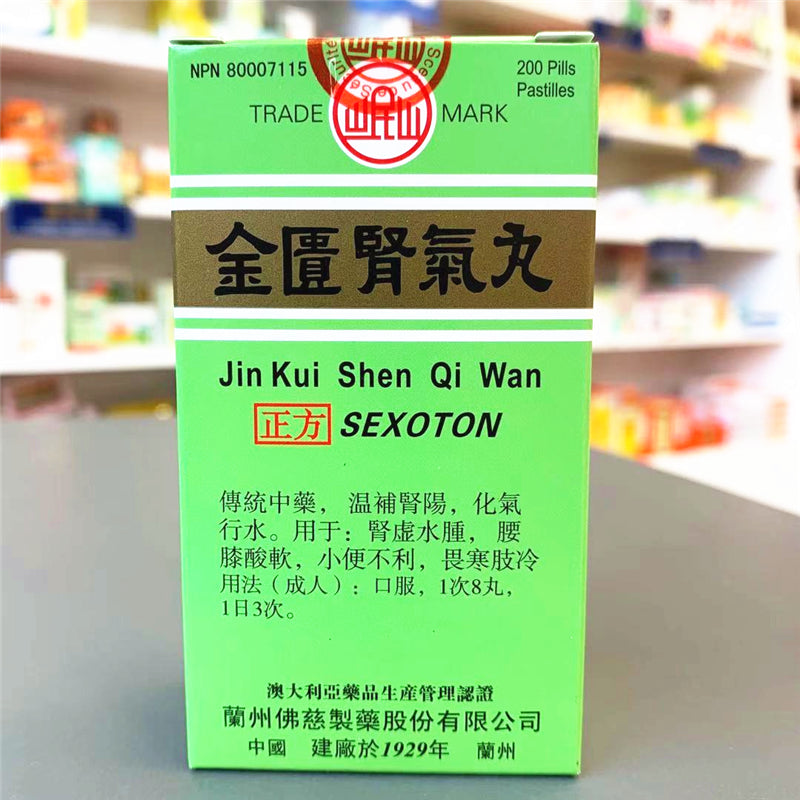 NPN 80007115
200 Pills
Pastilles
TRADE
岷山
MARK
金匱腎氣丸
Jin Kui Shen Qi Wan
正方 SEXOTON
傳統中藥，温補腎陽，化氣
行水。用于：腎虚水腫，腰
膝酸軟，小便不利，畏寒肢冷
用法（成人）：口服，1次8丸，
1日3次。
澳大利亞藥品生産管理認證
蘭州佛慈製藥股份有限公司
中國 建廠於1929年 蘭州